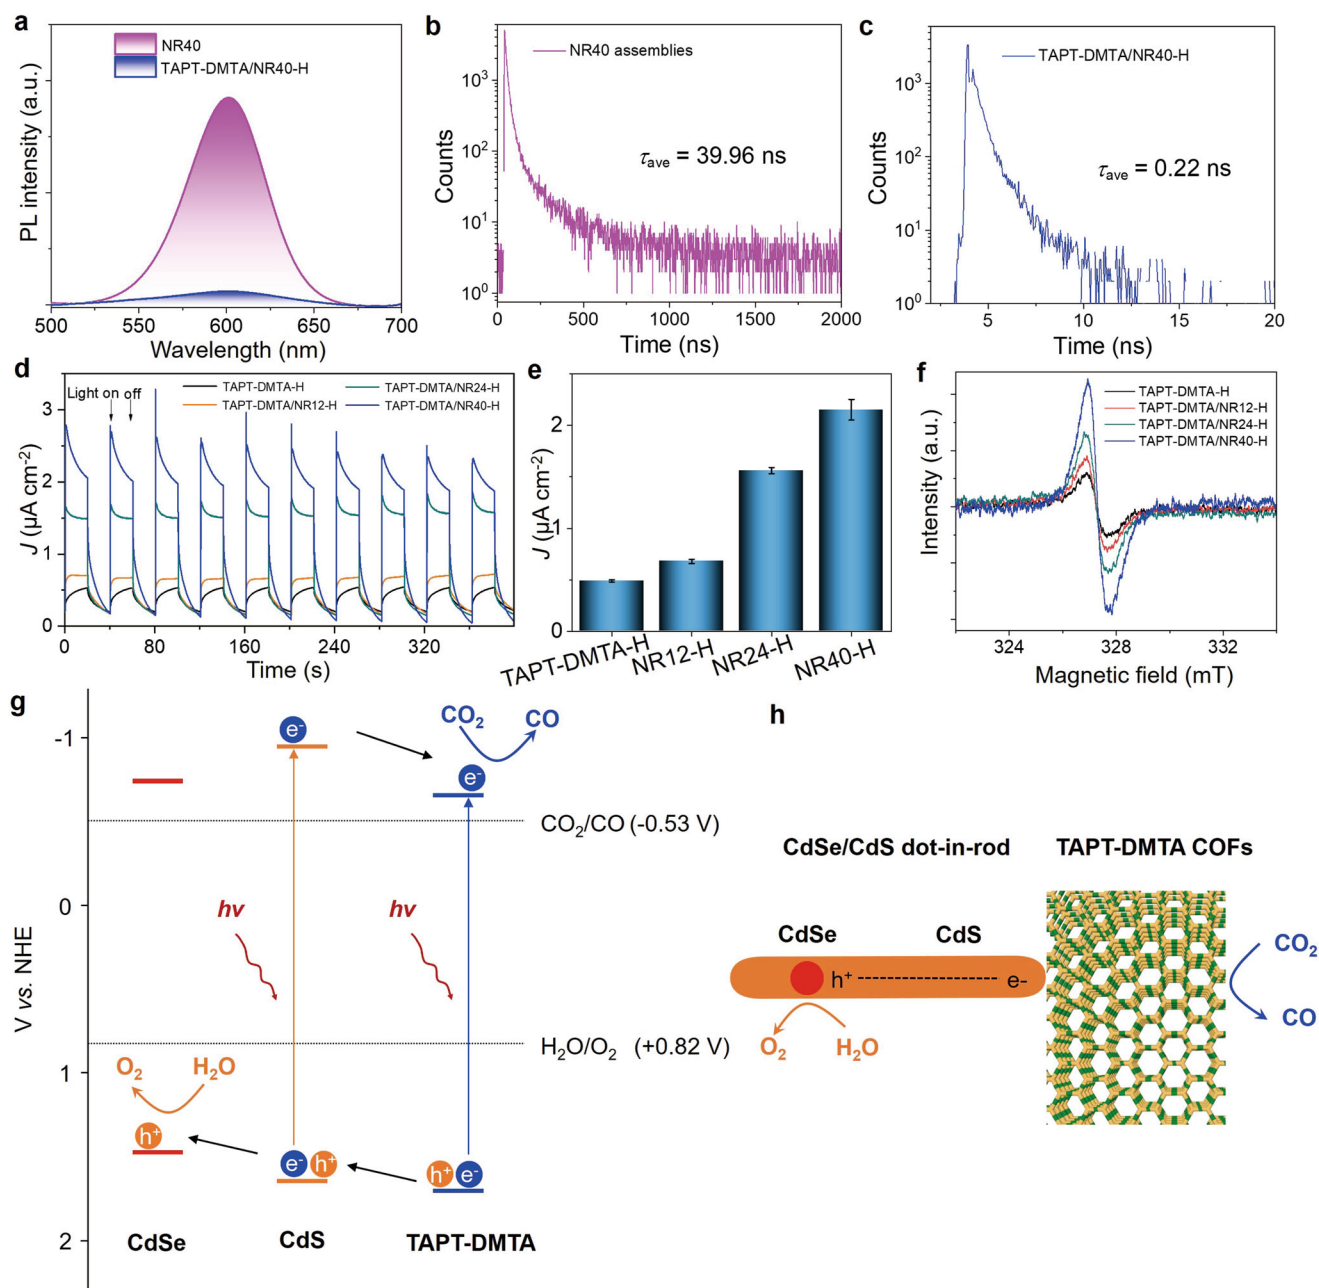 a
NR40
TAPT-DMTA/NR40-H
PL intensity (a.u.)
500 550 600 650 700
Wavelength (nm)
b
NR40 assemblies
τave = 39.96 ns
Counts
10³
10²
10¹
10⁰
0 500 1000 1500 2000
Time (ns)
c
TAPT-DMTA/NR40-H
τave = 0.22 ns
Counts
10³
10²
10¹
10⁰
5 10 15 20
Time (ns)
d
Light on off
TAPT-DMTA-H
TAPT-DMTA/NR12-H
TAPT-DMTA/NR24-H
TAPT-DMTA/NR40-H
J (µA cm⁻²)
3
2
1
0
0 80 160 240 320
Time (s)
e
J (µA cm⁻²)
2
1
0
TAPT-DMTA-H
NR12-H
NR24-H
NR40-H
f
TAPT-DMTA-H
TAPT-DMTA/NR12-H
TAPT-DMTA/NR24-H
TAPT-DMTA/NR40-H
Intensity (a.u.)
324 328 332
Magnetic field (mT)
g
V vs. NHE
-1
0
1
2
e-
CO₂ CO
e-
CO₂/CO (-0.53 V)
hv hv
H₂O/O₂ (+0.82 V)
O₂ H₂O
h⁺
e- h⁺
h⁺ e-
CdSe CdS TAPT-DMTA
h
CdSe/CdS dot-in-rod TAPT-DMTA COFs
CdSe CdS
h⁺ e-
O₂ H₂O
CO₂
CO